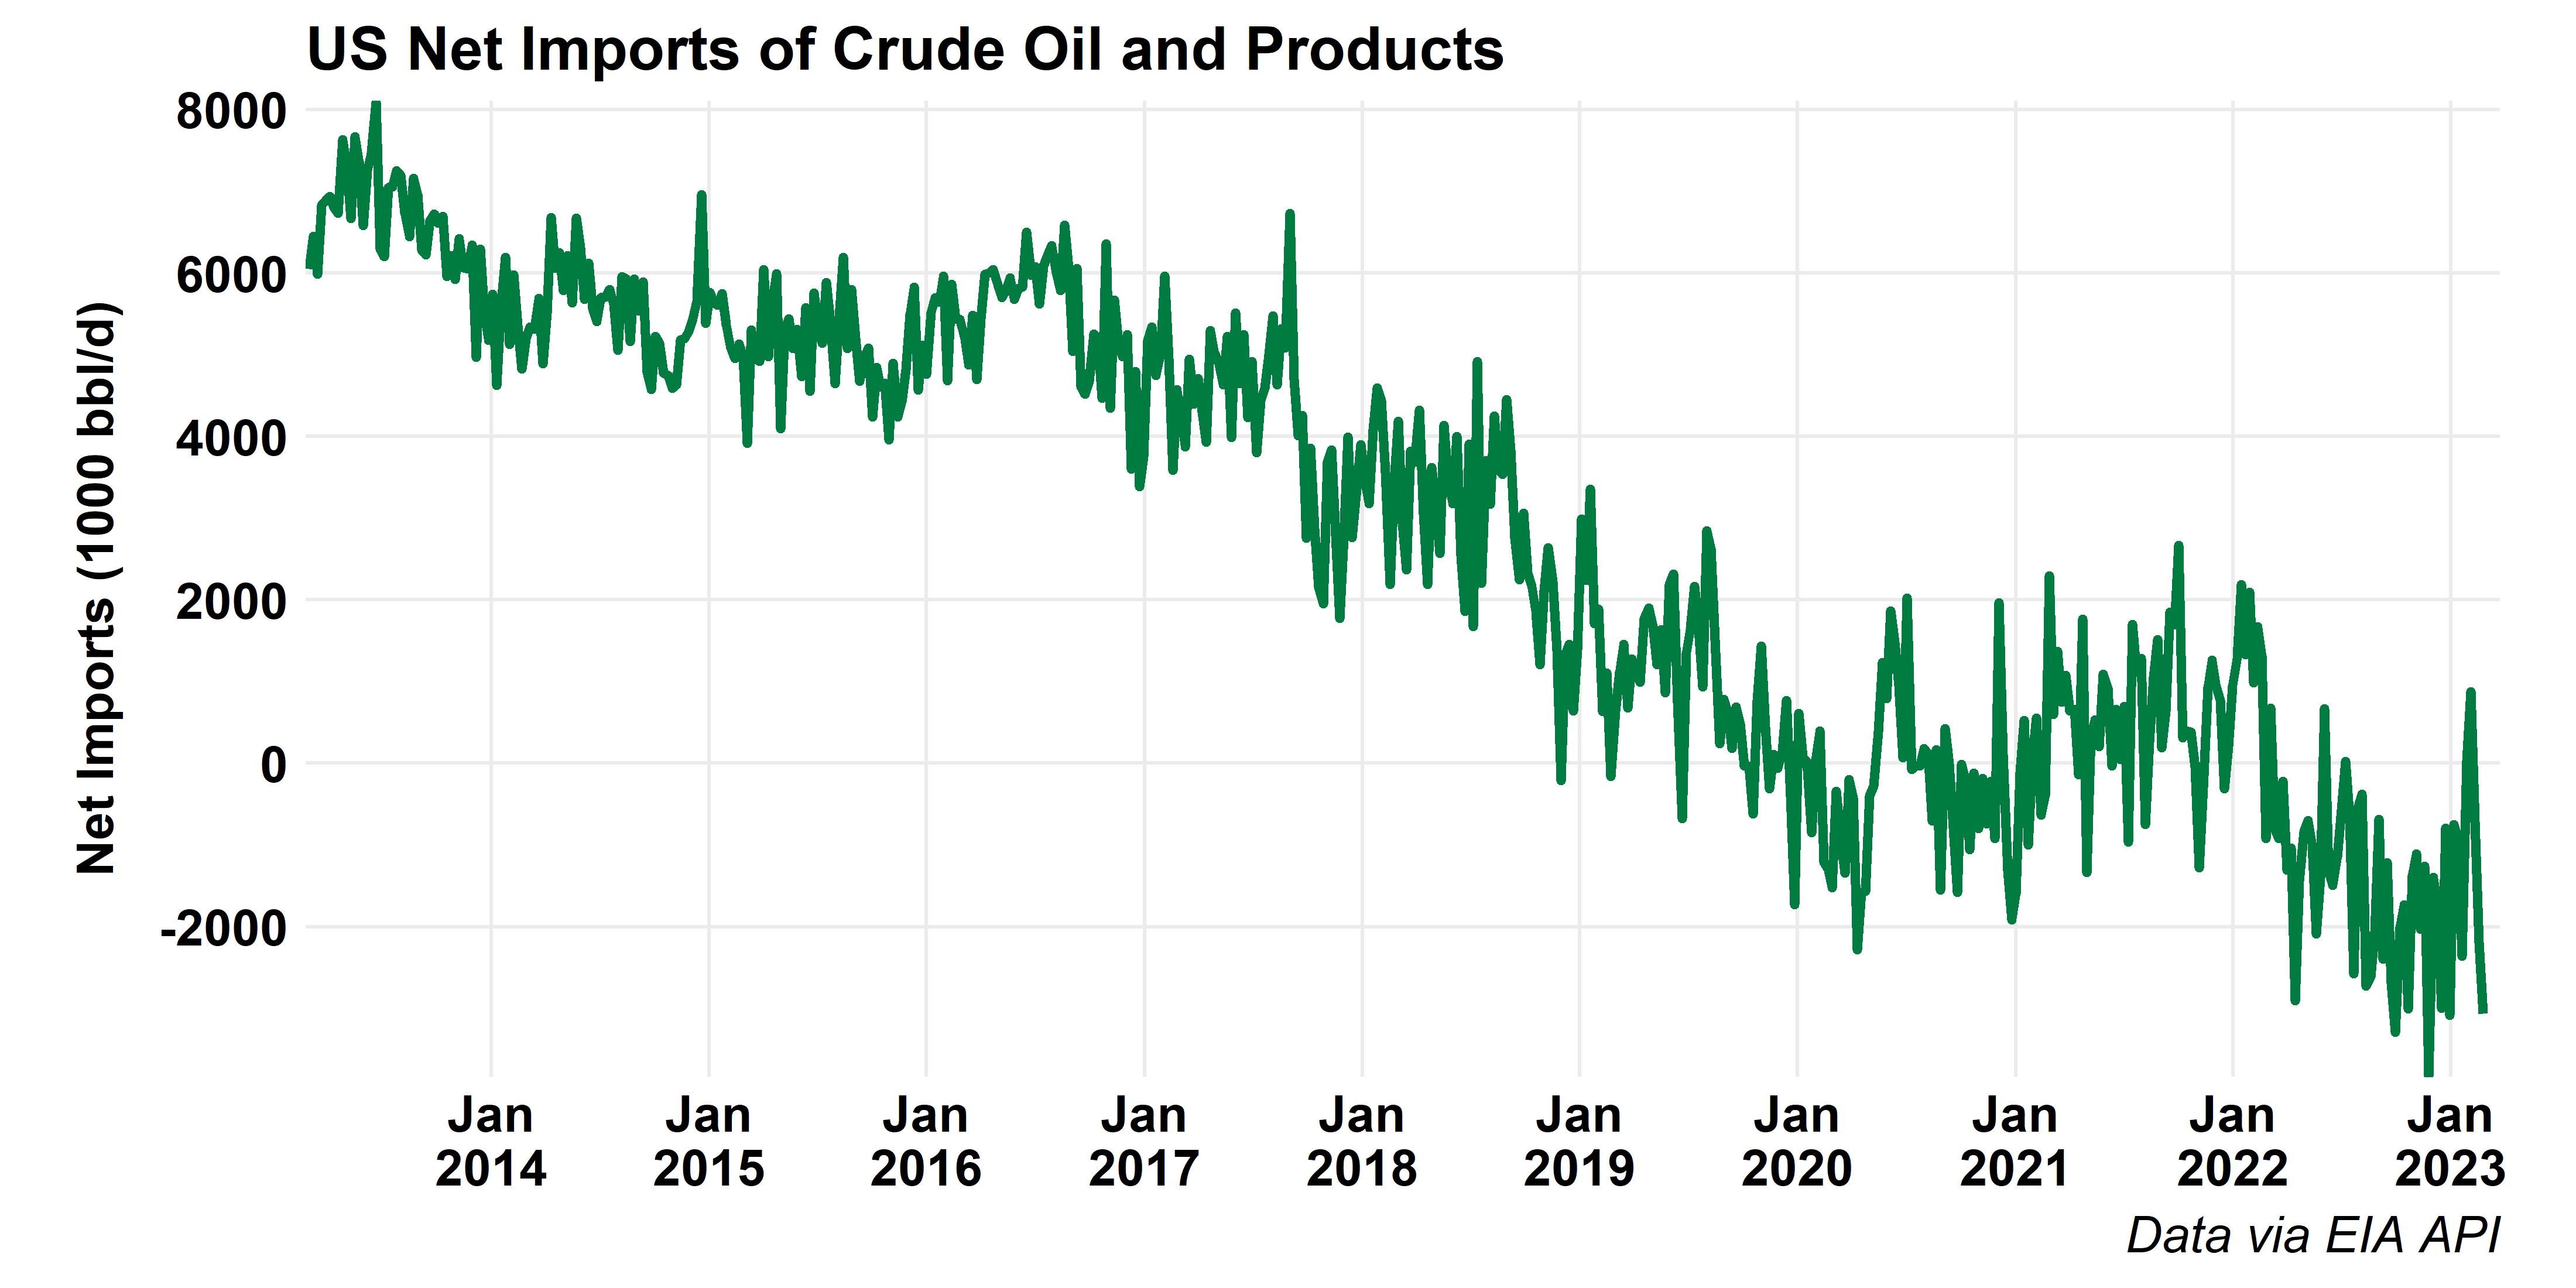 US Net Imports of Crude Oil and Products
Net Imports (1000 bbl/d)
8000
6000
4000
2000
0
-2000
Jan
2014
Jan
2015
Jan
2016
Jan
2017
Jan
2018
Jan
2019
Jan
2020
Jan
2021
Jan
2022
Jan
2023
Data via EIA API